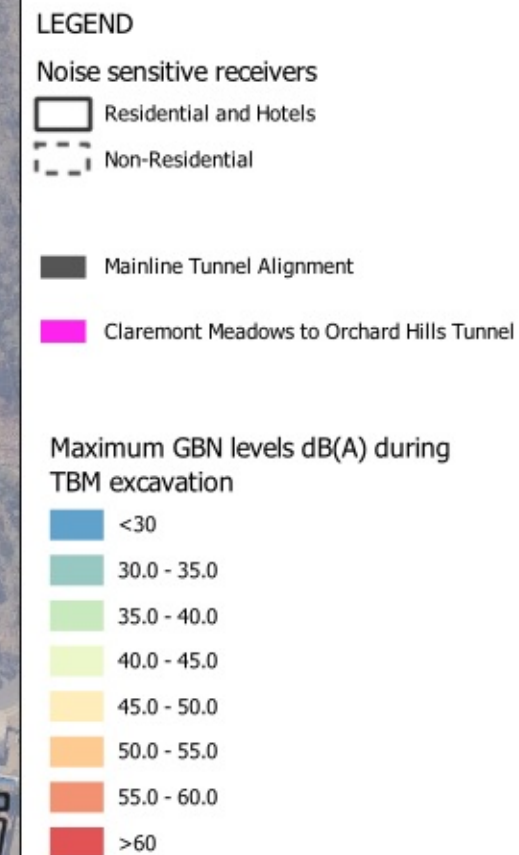 LEGEND
Noise sensitive receivers
Residential and Hotels
Non-Residential
Mainline Tunnel Alignment
Claremont Meadows to Orchard Hills Tunnel
Maximum GBN levels dB(A) during
TBM excavation
<30
30.0 - 35.0
35.0 - 40.0
40.0 - 45.0
45.0 - 50.0
50.0 - 55.0
55.0 - 60.0
>60